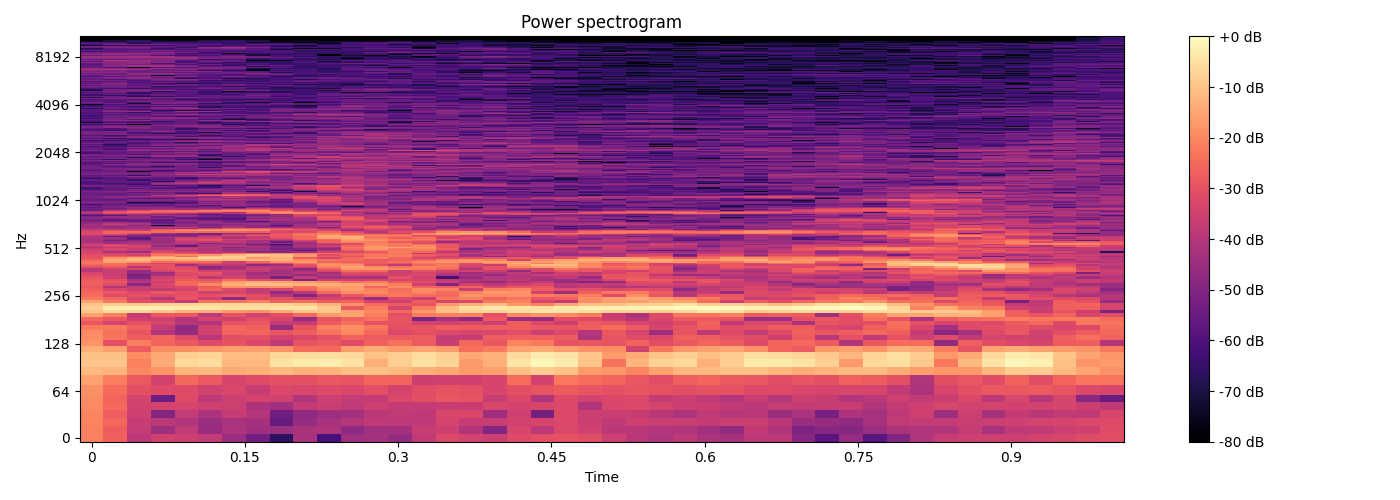 Power spectrogram
Hz
8192
4096
2048
1024
512
256
128
64
0
0 0.15 0.3 0.45 0.6 0.75 0.9
Time
+0 dB
-10 dB
-20 dB
-30 dB
-40 dB
-50 dB
-60 dB
-70 dB
-80 dB